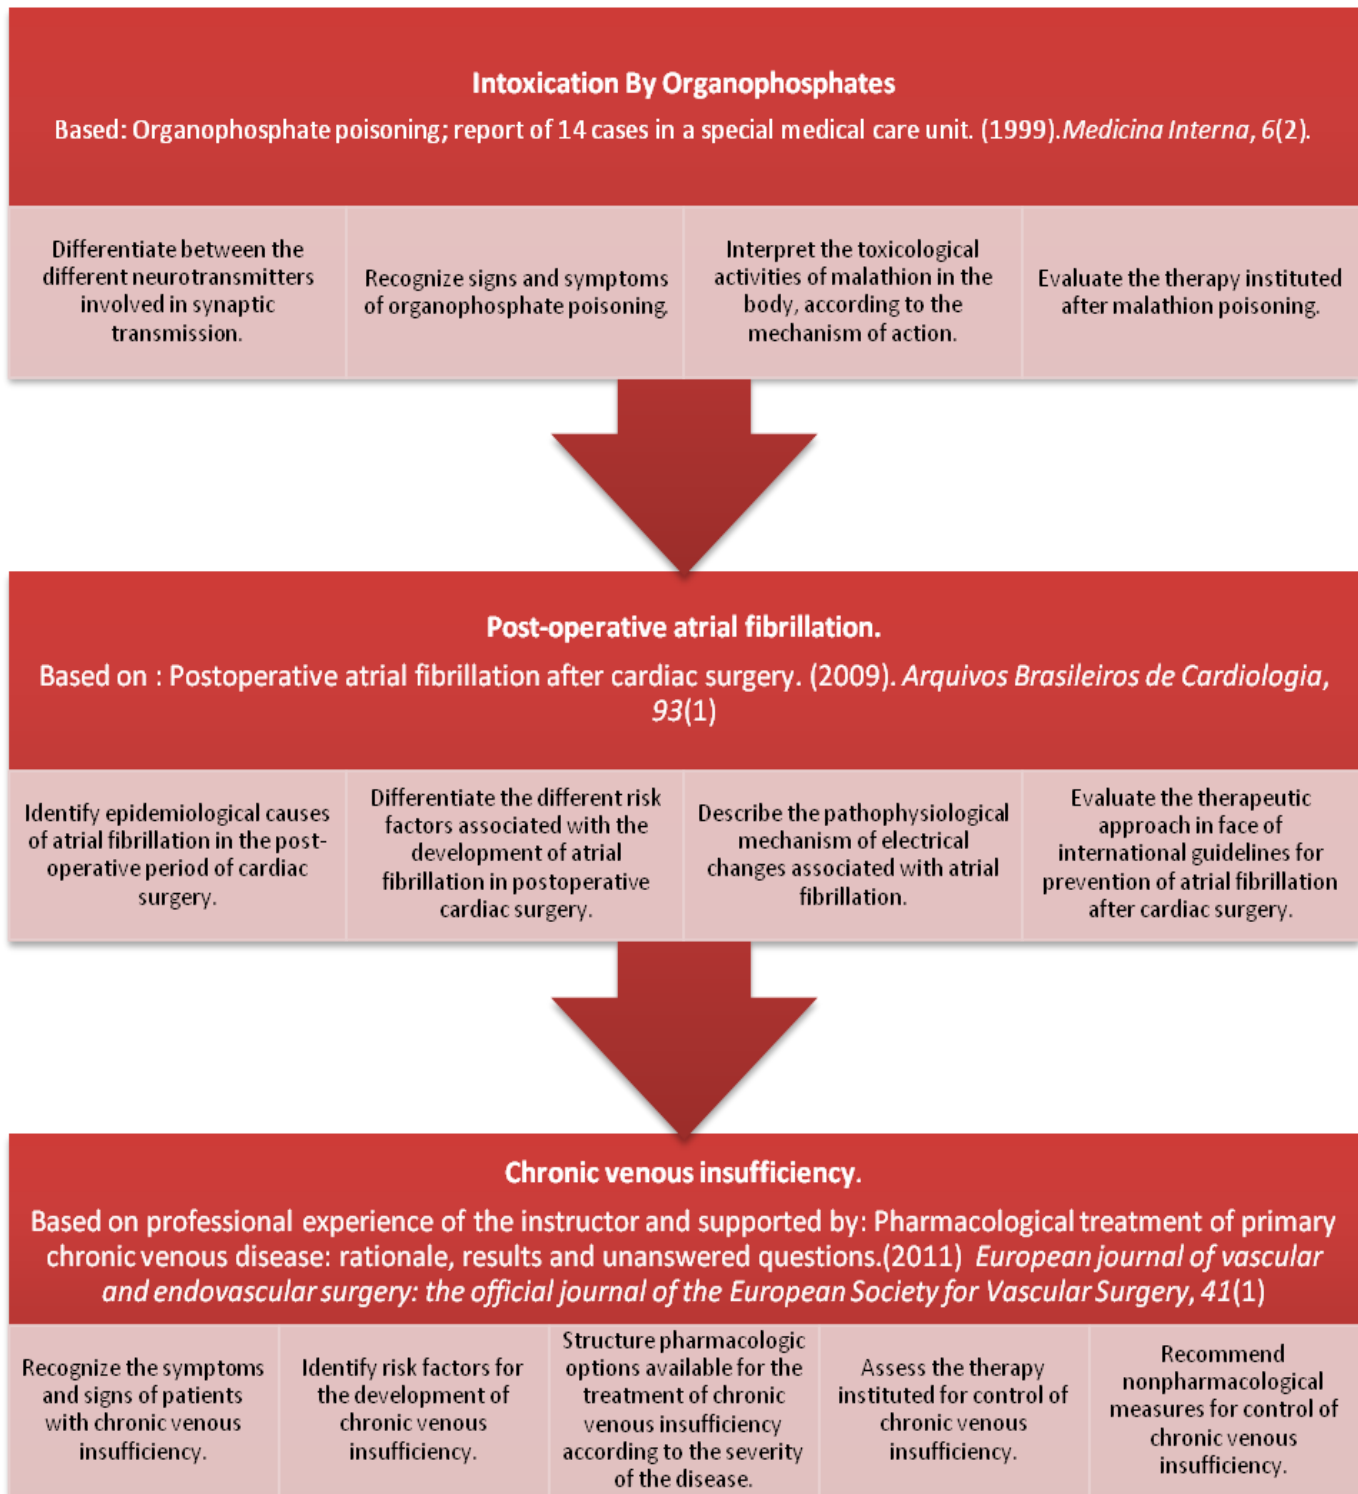 Intoxication By Organophosphates
Based: Organophosphate poisoning; report of 14 cases in a special medical care unit. (1999).Medicina Interna, 6(2).
Differentiate between the
different neurotransmitters
involved in synaptic
transmission.
Recognize signs and symptoms
of organophosphate poisoning.
Interpret the toxicological
activities of malathion in the
body, according to the
mechanism of action.
Evaluate the therapy instituted
after malathion poisoning.
Post-operative atrial fibrillation.
Based on : Postoperative atrial fibrillation after cardiac surgery. (2009). Arquivos Brasileiros de Cardiologia,
93(1)
Identify epidemiological causes
of atrial fibrillation in the post-
operative period of cardiac
surgery.
Differentiate the different risk
factors associated with the
development of atrial
fibrillation in postoperative
cardiac surgery.
Describe the pathophysiological
mechanism of electrical
changes associated with atrial
fibrillation.
Evaluate the therapeutic
approach in face of
international guidelines for
prevention of atrial fibrillation
after cardiac surgery.
Chronic venous insufficiency.
Based on professional experience of the instructor and supported by: Pharmacological treatment of primary
chronic venous disease: rationale, results and unanswered questions.(2011) European journal of vascular
and endovascular surgery: the official journal of the European Society for Vascular Surgery, 41(1)
Recognize the symptoms
and signs of patients
with chronic venous
insufficiency.
Identify risk factors for
the development of
chronic venous
insufficiency.
Structure pharmacologic
options available for the
treatment of chronic
venous insufficiency
according to the severity
of the disease.
Assess the therapy
instituted for control of
chronic venous
insufficiency.
Recommend
nonpharmacological
measures for control of
chronic venous
insufficiency.